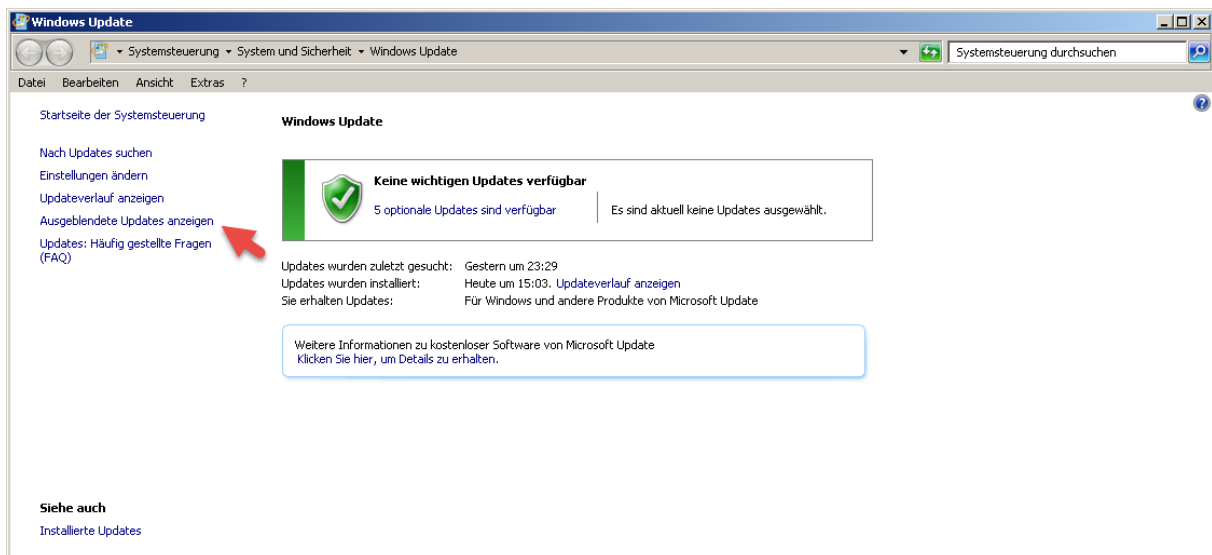 Windows Update
Systemsteuerung System und Sicherheit Windows Update
Systemsteuerung durchsuchen
Datei Bearbeiten Ansicht Extras ?
Startseite der Systemsteuerung
Nach Updates suchen
Einstellungen ändern
Updateverlauf anzeigen
Ausgeblendete Updates anzeigen
Updates: Häufig gestellte Fragen
(FAQ)
Windows Update
Keine wichtigen Updates verfügbar
5 optionale Updates sind verfügbar
Es sind aktuell keine Updates ausgewählt.
Updates wurden zuletzt gesucht: Gestern um 23:29
Updates wurden installiert: Heute um 15:03. Updateverlauf anzeigen
Sie erhalten Updates: Für Windows und andere Produkte von Microsoft Update
Weitere Informationen zu kostenloser Software von Microsoft Update
Klicken Sie hier, um Details zu erhalten.
Siehe auch
Installierte Updates